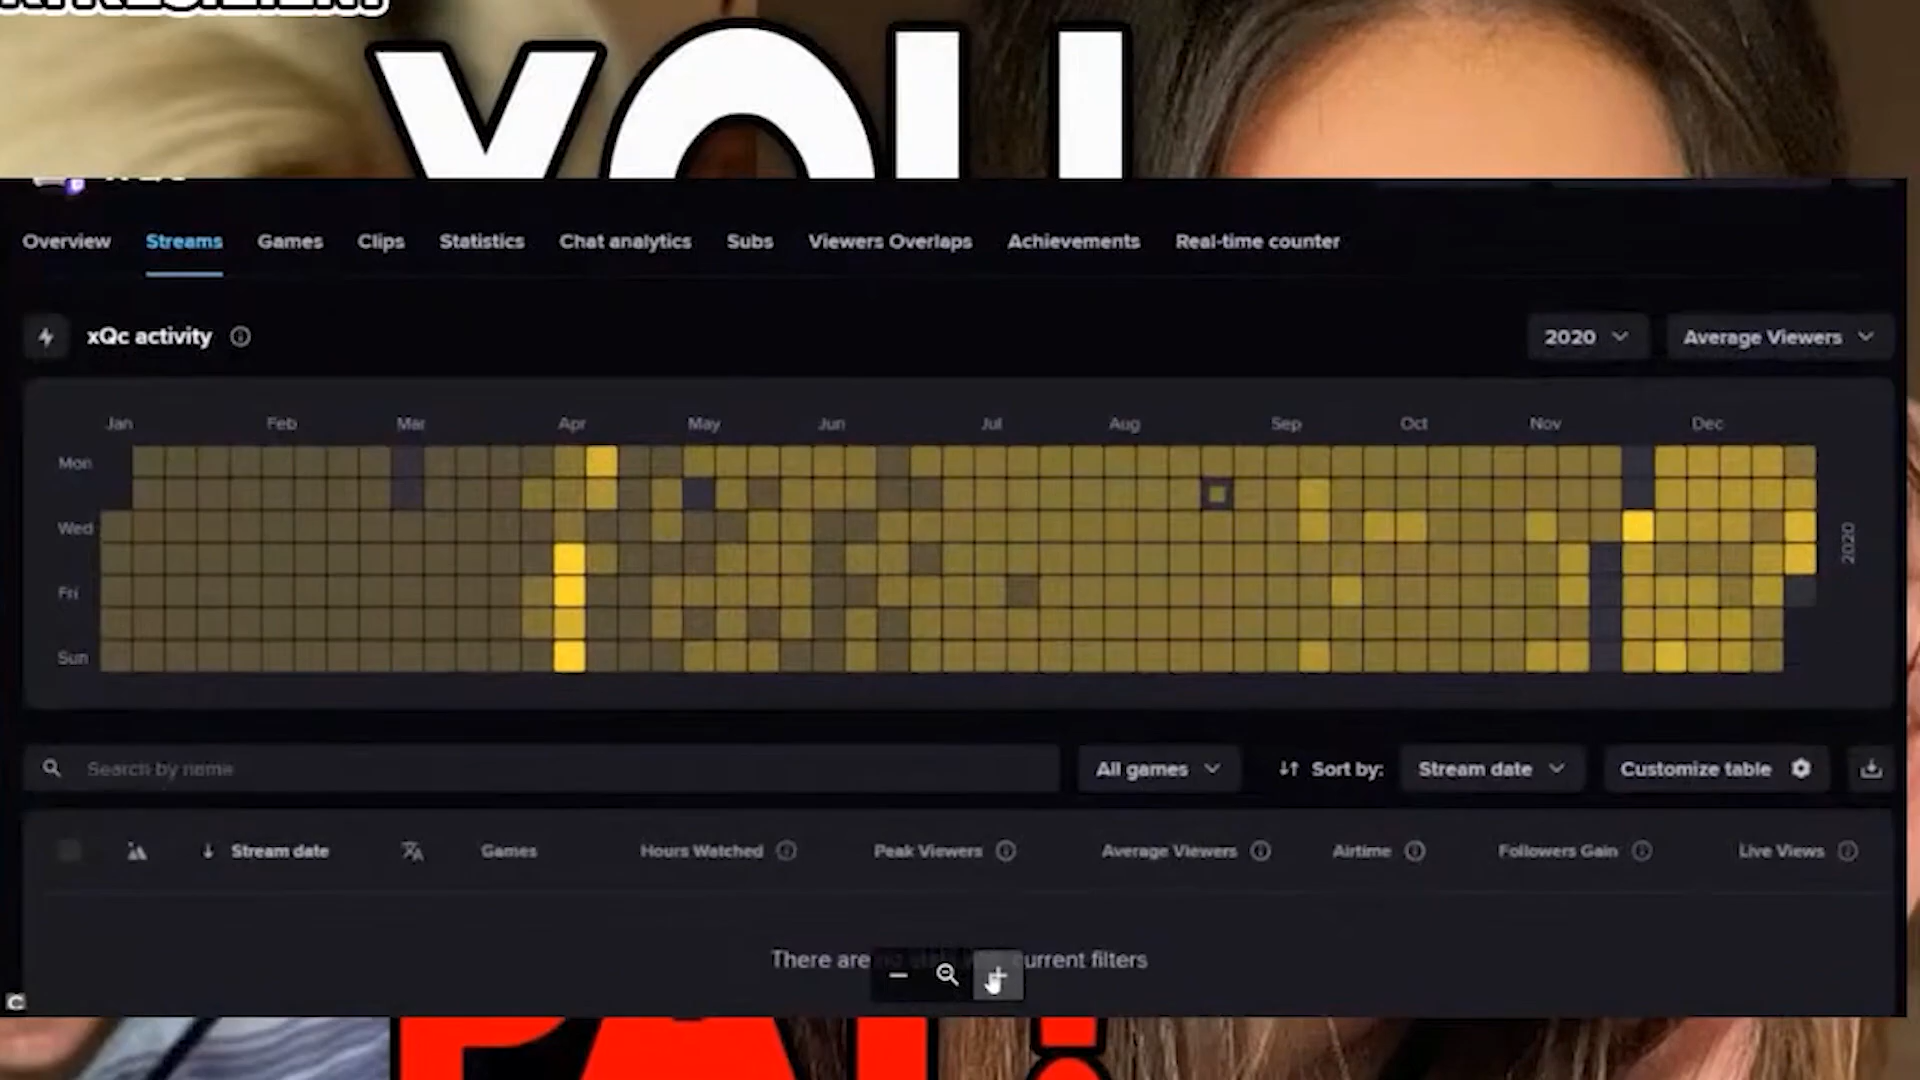 YOU
Overview Streams Games Clips Statistics Chat analytics Subs Viewers Overlaps Achievements Real-time counter
xQc activity 2020 Average Viewers
Jan Feb Mar Apr May Jun Jul Aug Sep Oct Nov Dec
Mon
Wed
Fri
Sun
2020
Search by name All games Sort by: Stream date Customize table
Stream date Games Hours Watched Peak Viewers Average Viewers Airtime Followers Gain Live Views
There are current filters
C